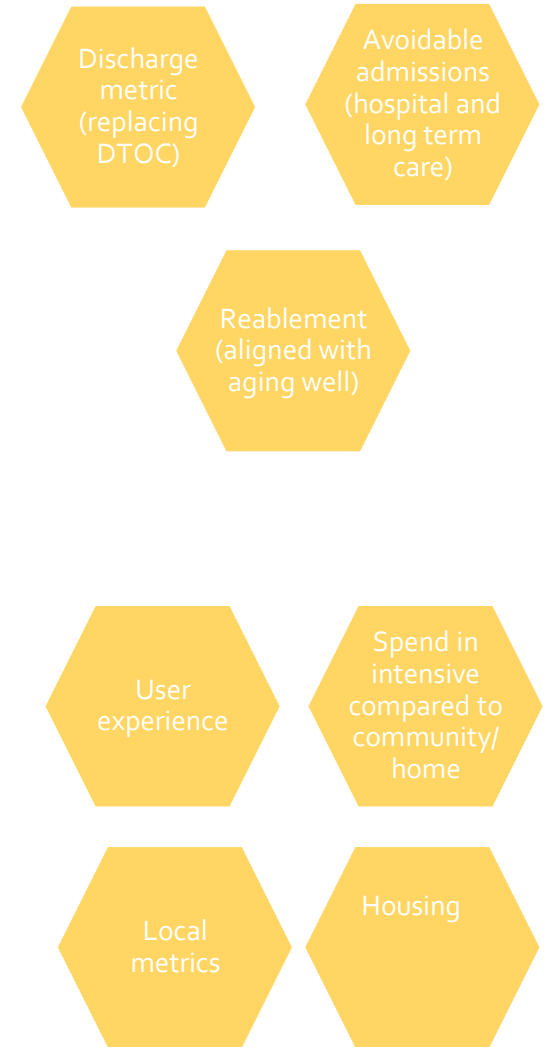 Discharge
metric
(replacing
DTOC)
Avoidable
admissions
(hospital and
long term
care)
Reablement
(aligned with
aging well)
User
experience
Spend in
intensive
compared to
community/
home
Local
metrics
Housing